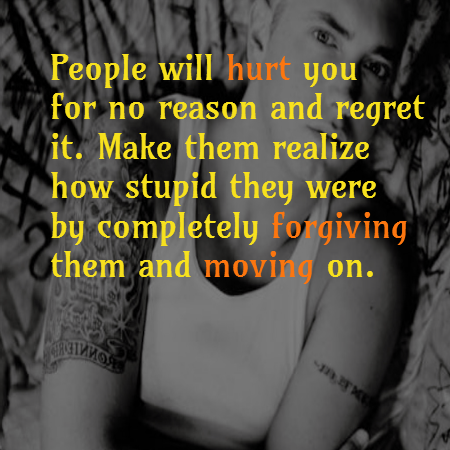 People will hurt you
for no reason and regret
it. Make them realize
how stupid they were
by completely forgiving
them and moving on.